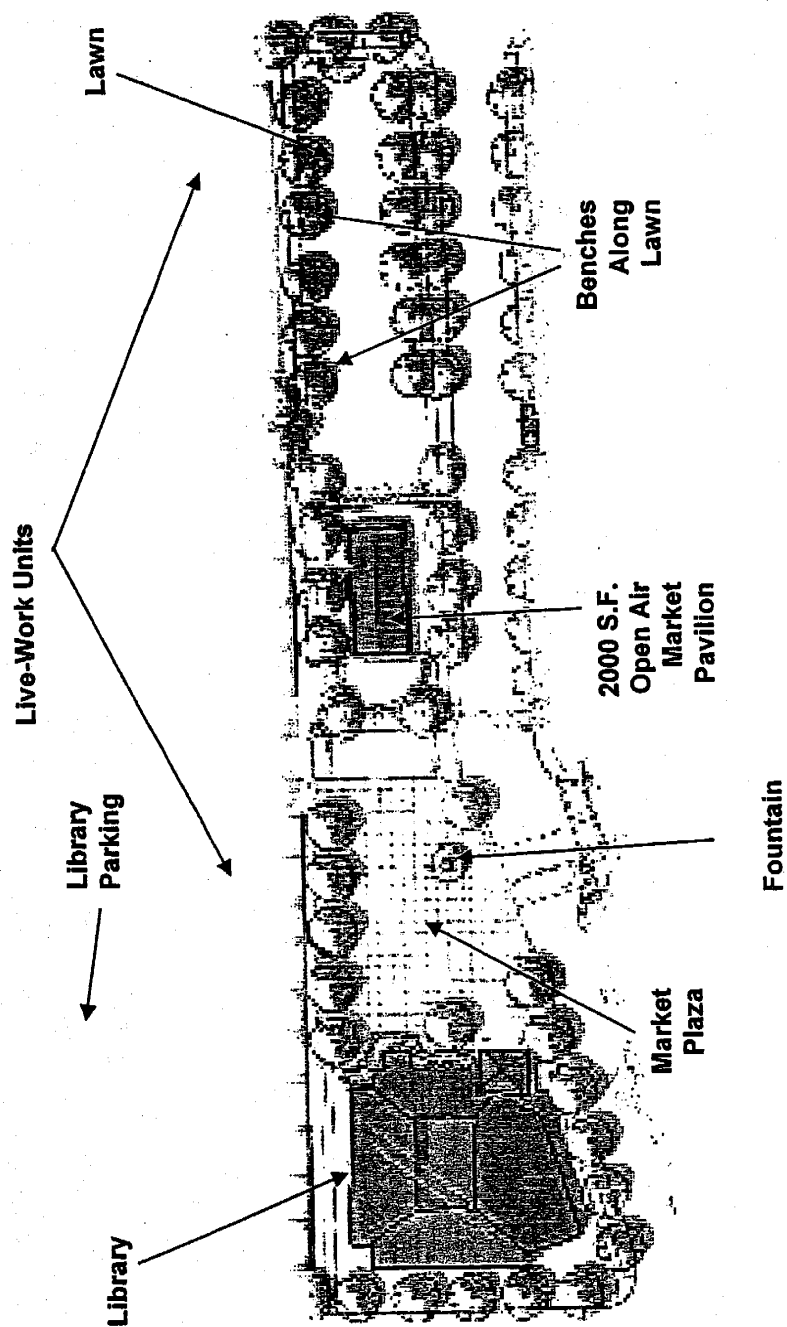 Library
Library
Parking
Live-Work Units
Lawn
Market
Plaza
Fountain
2000 S.F.
Open Air
Market
Pavilion
Benches
Along
Lawn